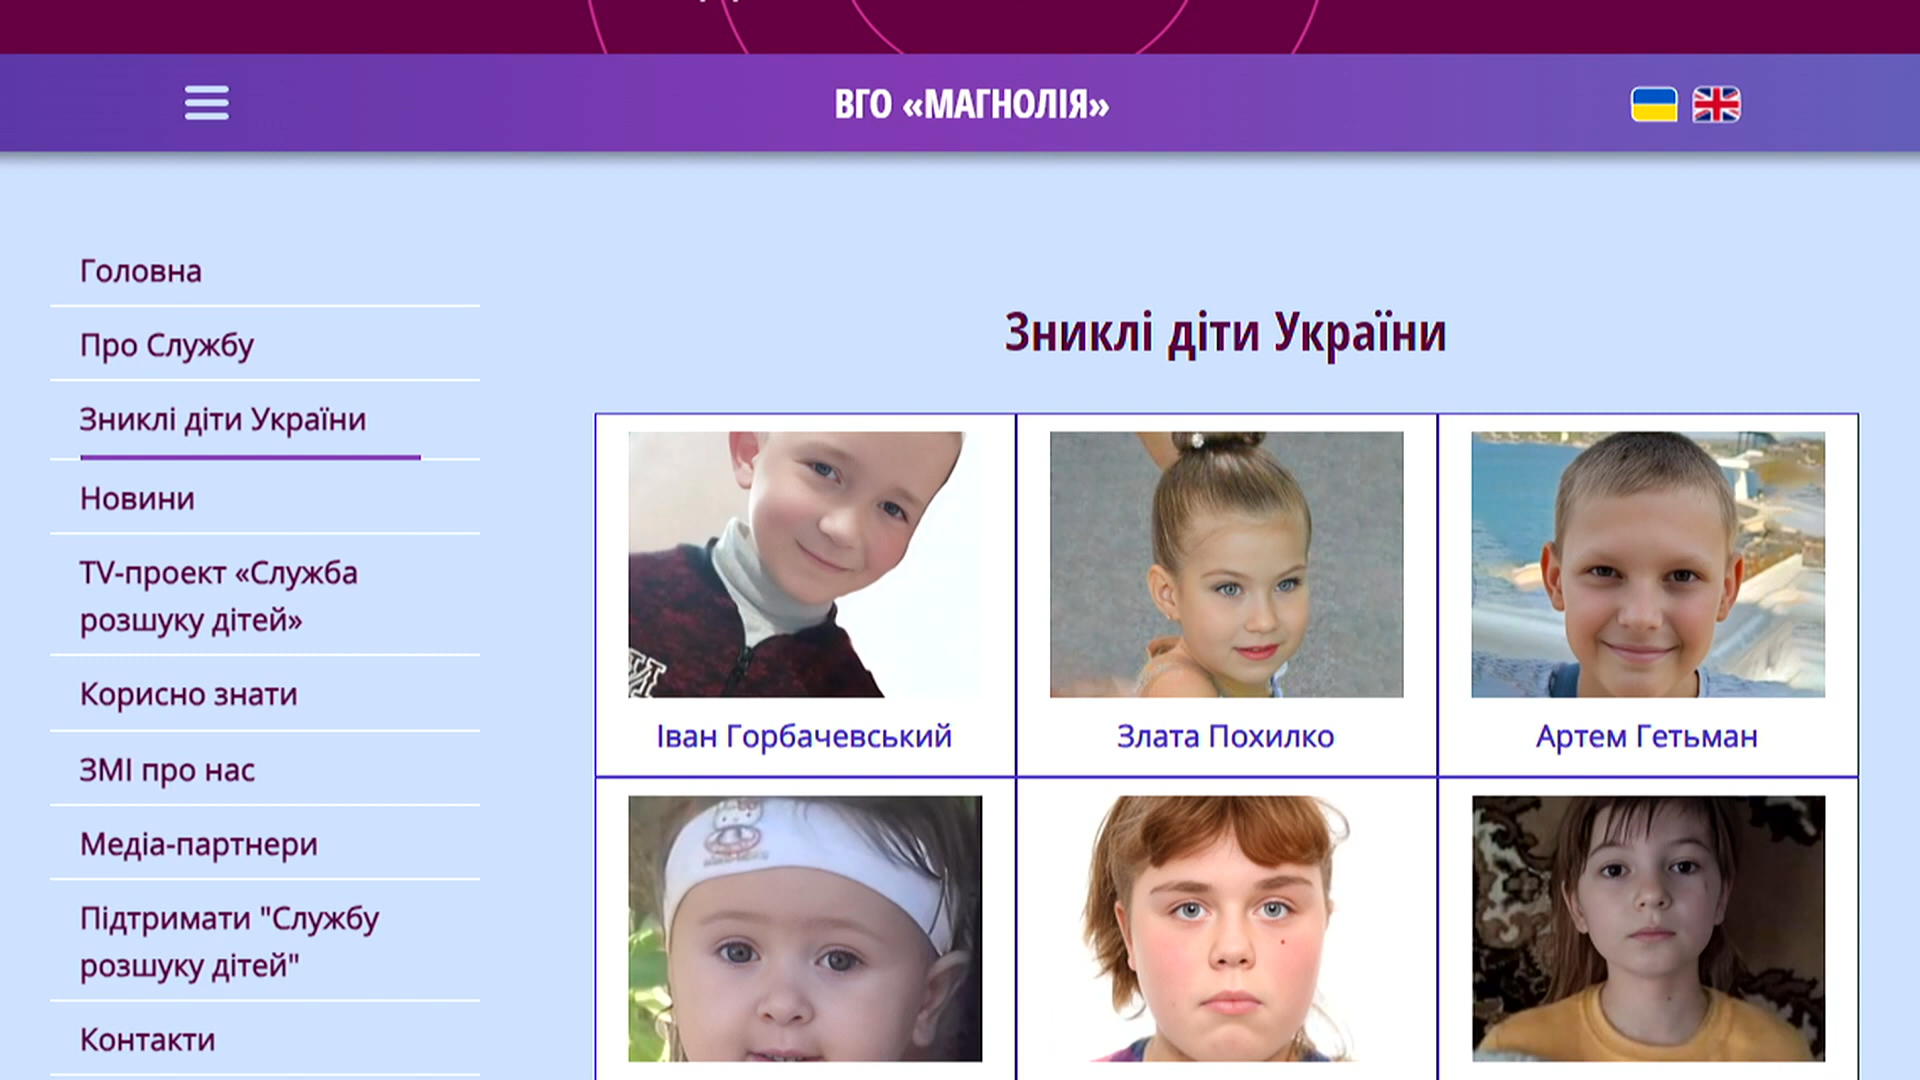 ВГО «МАГНОЛІЯ»
Головна
Про Службу
Зниклі діти України
Новини
TV-проект «Служба
розшуку дітей»
Корисно знати
ЗМІ про нас
Медіа-партнери
Підтримати "Службу
розшуку дітей"
Контакти
Зниклі діти України
Іван Горбачевський
Злата Похилко
Артем Гетьман